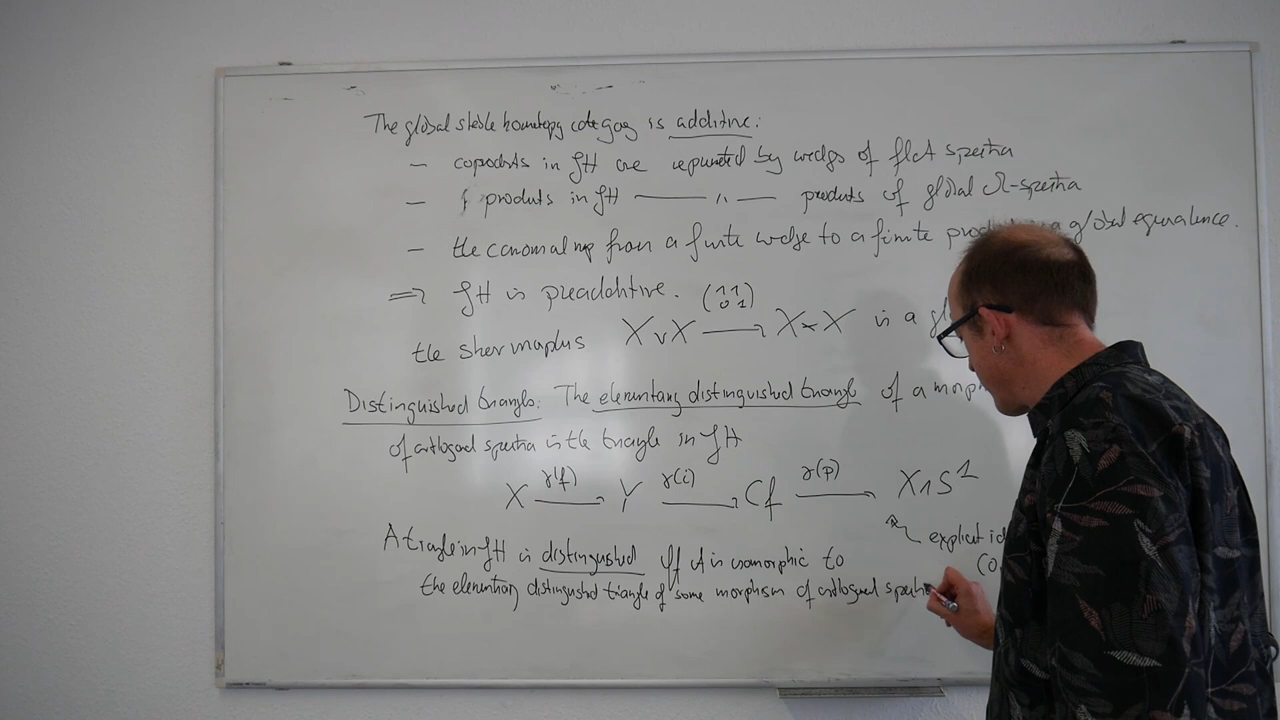 The global stable homotopy category is additive:
– coproducts in GH are represented by wedges of flat spectra
– products in GH —— " —— products of global Ω-spectra
– the canonical map from a finite wedge to a finite product is a global equivalence.
⇒ GH is preadditive.
the shear map X∨X → X×X is a gl
(1 1
0 1)
Distinguished triangles: The elementary distinguished triangle of a morp
of orthogonal spectra is the triangle in GH
X —γ(f)→ Y —γ(i)→ Cf —γ(p)→ X∧S¹
A triangle in GH is distinguished iff it is isomorphic to
explicit
the elementary distinguished triangle of some morphism of orthogonal spectra